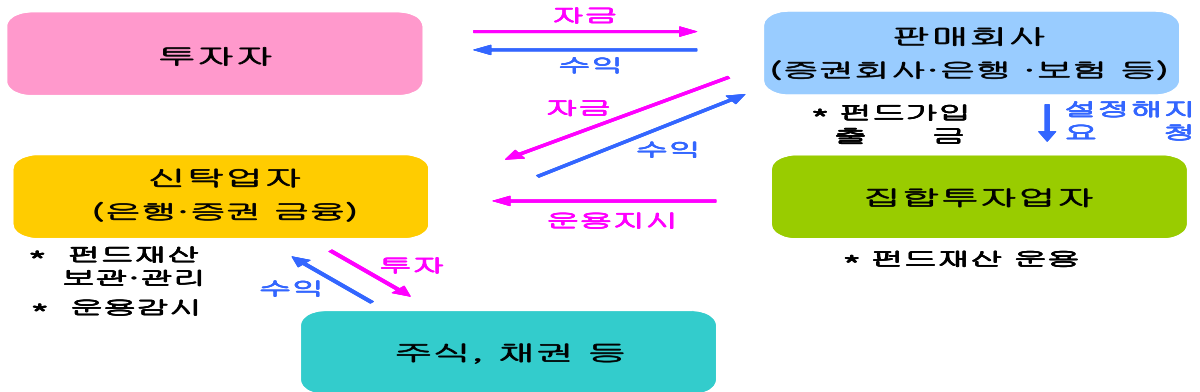 자금
투자자
수익
판매회사
(증권회사·은행 ·보험 등)
자금
수익
* 펀드가입
출 금
설정해지
요 청
신탁업자
(은행·증권 금융)
운용지시
집합투자업자
* 펀드재산
보관·관리
* 운용감시
* 펀드재산 운용
투자
수익
주식, 채권 등